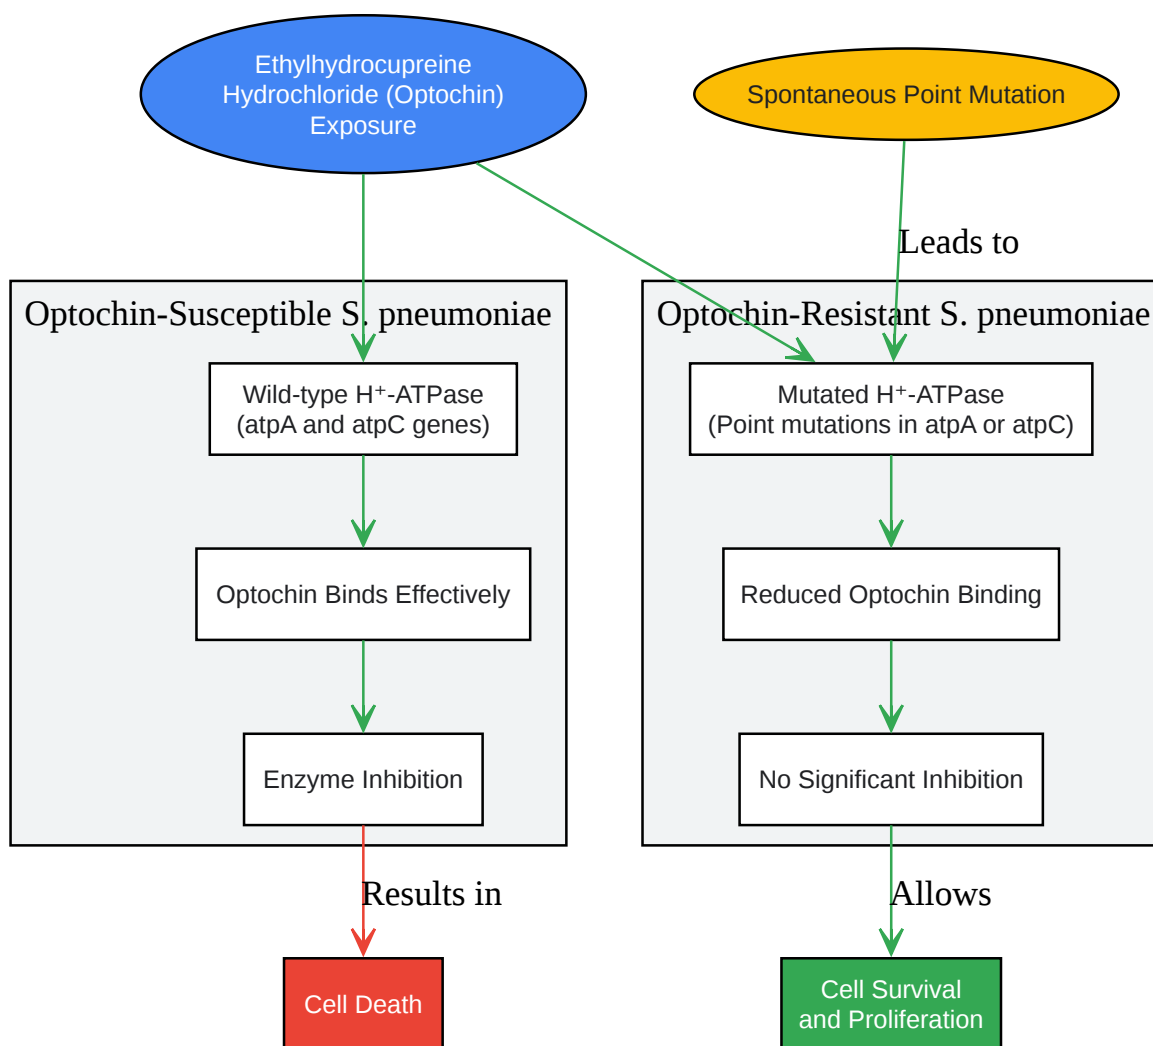 Ethylhydrocupreine
Hydrochloride (Optochin)
Exposure
Spontaneous Point Mutation
Leads to
Optochin-Susceptible S. pneumoniae
Optochin-Resistant S. pneumoniae
Wild-type H⁺-ATPase
(atpA and atpC genes)
Mutated H⁺-ATPase
(Point mutations in atpA or atpC)
Optochin Binds Effectively
Reduced Optochin Binding
Enzyme Inhibition
No Significant Inhibition
Results in
Allows
Cell Death
Cell Survival
and Proliferation